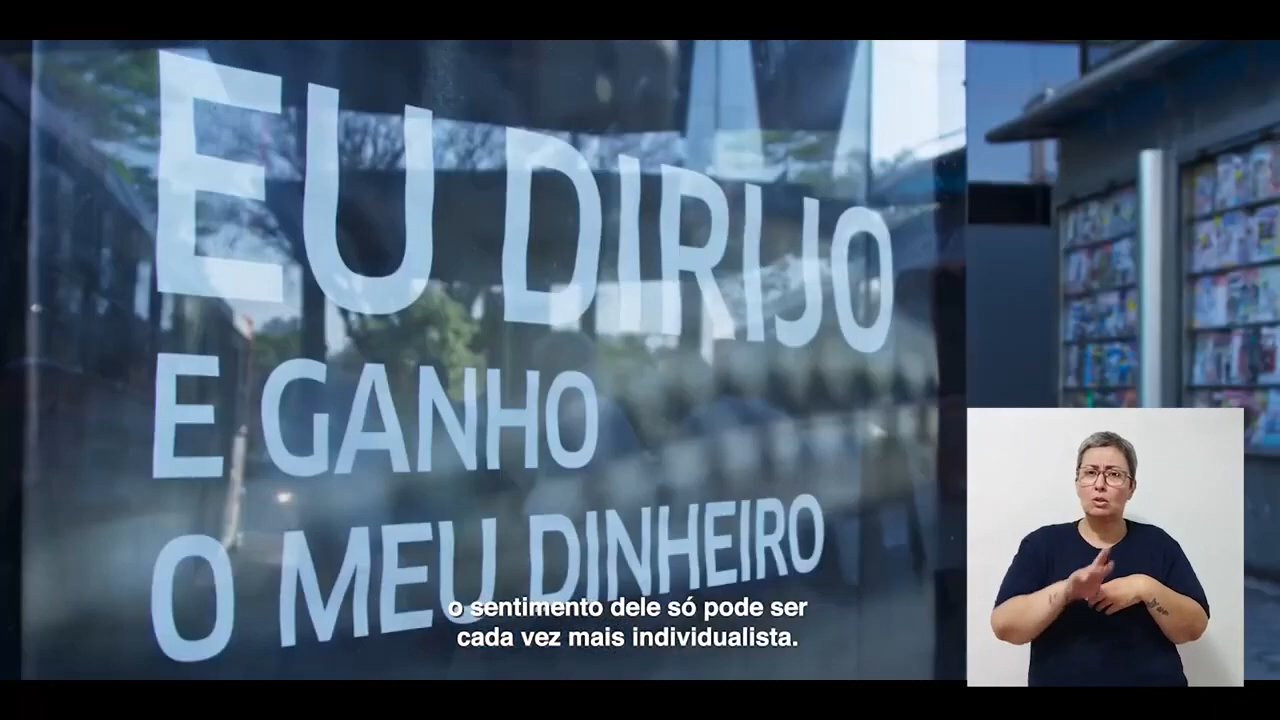 EU DIRIJO
E GANHO
O MEU DINHEIRO
o sentimento dele só pode ser
cada vez mais individualista.